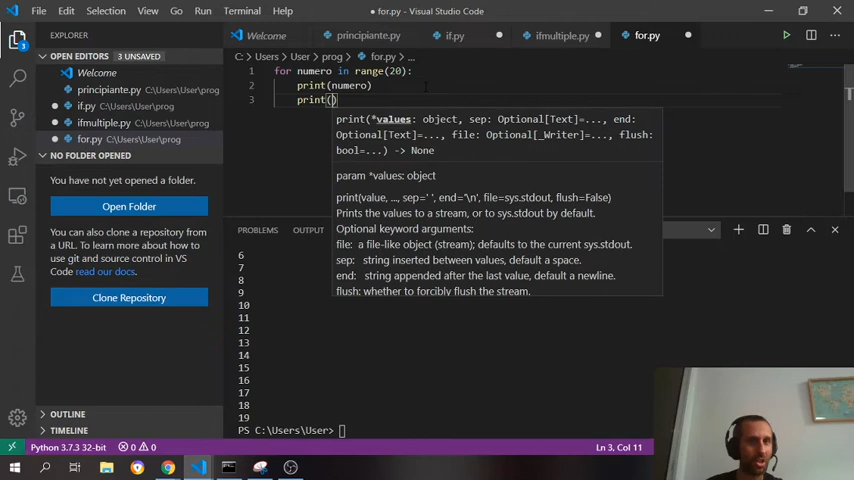 File Edit Selection View Go Run Terminal Help
● for.py - Visual Studio Code
EXPLORER
OPEN EDITORS 3 UNSAVED
Welcome
principiante.py C:\Users\User\prog
if.py C:\Users\User\prog
ifmultiple.py C:\Users\User\prog
for.py C:\Users\User\prog
NO FOLDER OPENED
You have not yet opened a folder.
Open Folder
You can also clone a repository
from a URL. To learn more about how
to use git and source control in VS
Code read our docs.
Clone Repository
OUTLINE
TIMELINE
Welcome principiante.py if.py ifmultiple.py for.py
C: > Users > User > prog > for.py > ...
1 for numero in range(20):
2 print(numero)
3 print()
print(*values: object, sep: Optional[Text]=..., end:
Optional[Text]=..., file: Optional[_Writer]=..., flush:
bool=...) -> None
param *values: object
print(value, ..., sep=' ', end='\n', file=sys.stdout, flush=False)
Prints the values to a stream, or to sys.stdout by default.
Optional keyword arguments:
file: a file-like object (stream); defaults to the current sys.stdout.
sep: string inserted between values, default a space.
end: string appended after the last value, default a newline.
flush: whether to forcibly flush the stream.
PROBLEMS OUTPUT
6
7
8
9
10
11
12
13
14
15
16
17
18
19
PS C:\Users\User>
3
Python 3.7.3 32-bit 0 0
Ln 3, Col 11